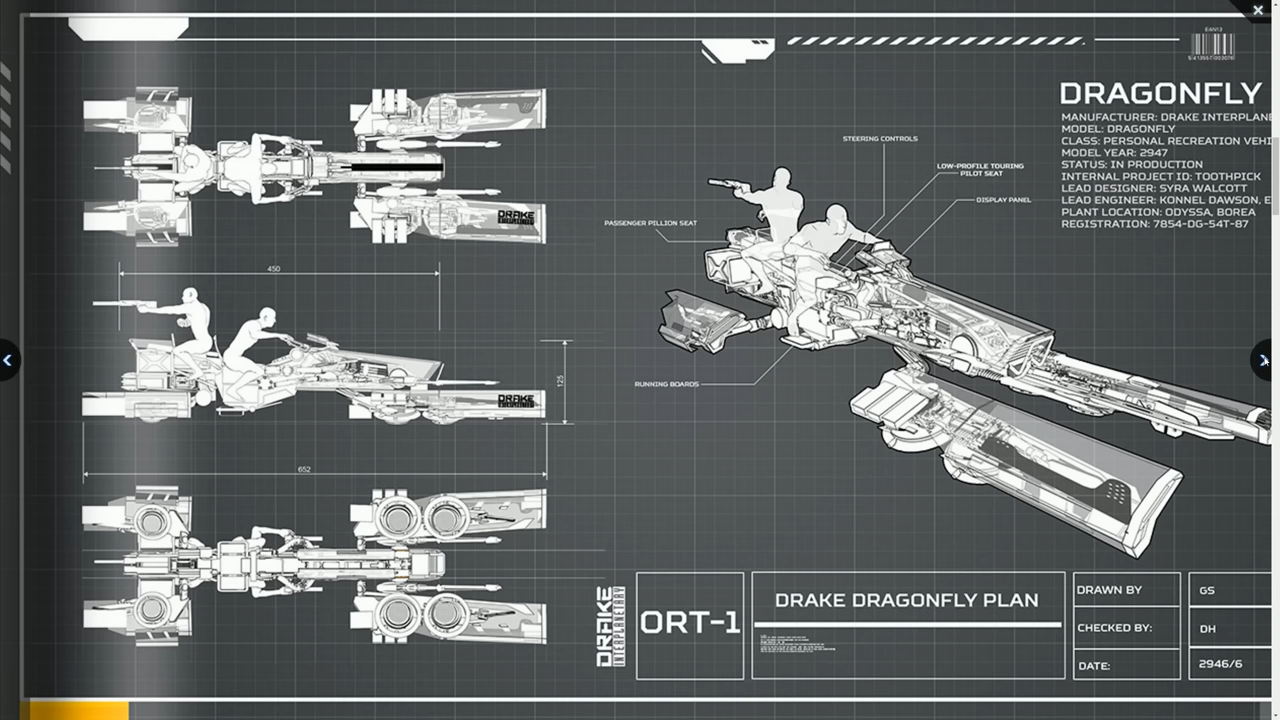 EAN13
DRAGONFLY
MANUFACTURER: DRAKE INTERPLANE
MODEL: DRAGONFLY
CLASS: PERSONAL RECREATION VEHI
MODEL YEAR: 2947
STATUS: IN PRODUCTION
INTERNAL PROJECT ID: TOOTHPICK
LEAD DESIGNER: SYRA WALCOTT
LEAD ENGINEER: KONNEL DAWSON, E
PLANT LOCATION: ODYSSA, BOREA
REGISTRATION: 7854-DG-54T-87
STEERING CONTROLS
LOW-PROFILE TOURING
PILOT SEAT
DISPLAY PANEL
PASSENGER PILLION SEAT
RUNNING BOARDS
DRAKE
450
125
DRAKE
652
DRAKE
INTERPLANETARY
ORT-1
DRAKE DRAGONFLY PLAN
DRAWN BY
GS
CHECKED BY:
DH
DATE:
2946/6